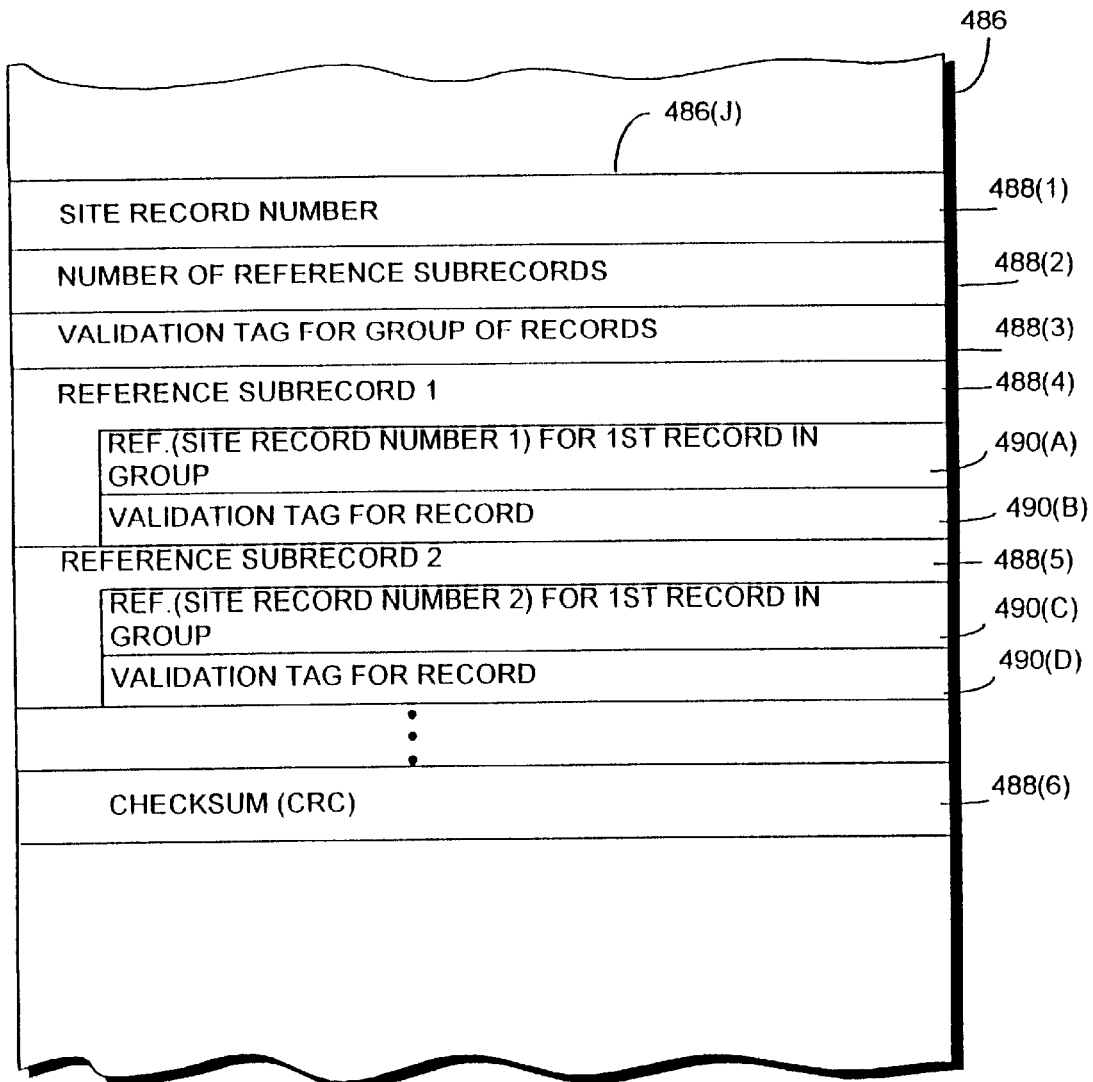 486
486(J)
SITE RECORD NUMBER
488(1)
NUMBER OF REFERENCE SUBRECORDS
488(2)
VALIDATION TAG FOR GROUP OF RECORDS
488(3)
REFERENCE SUBRECORD 1
488(4)
REF.(SITE RECORD NUMBER 1) FOR 1ST RECORD IN
GROUP
490(A)
VALIDATION TAG FOR RECORD
490(B)
REFERENCE SUBRECORD 2
488(5)
REF.(SITE RECORD NUMBER 2) FOR 1ST RECORD IN
GROUP
490(C)
VALIDATION TAG FOR RECORD
490(D)
CHECKSUM (CRC)
488(6)